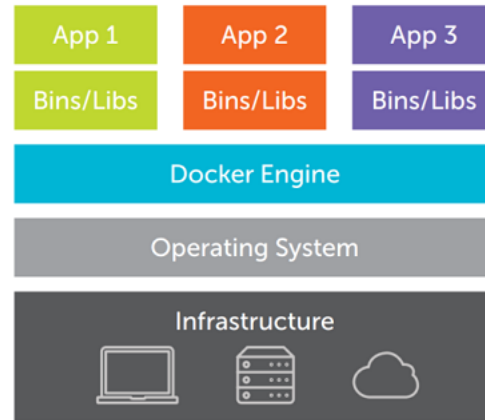 App 1 App 2 App 3
Bins/Libs Bins/Libs Bins/Libs
Docker Engine
Operating System
Infrastructure